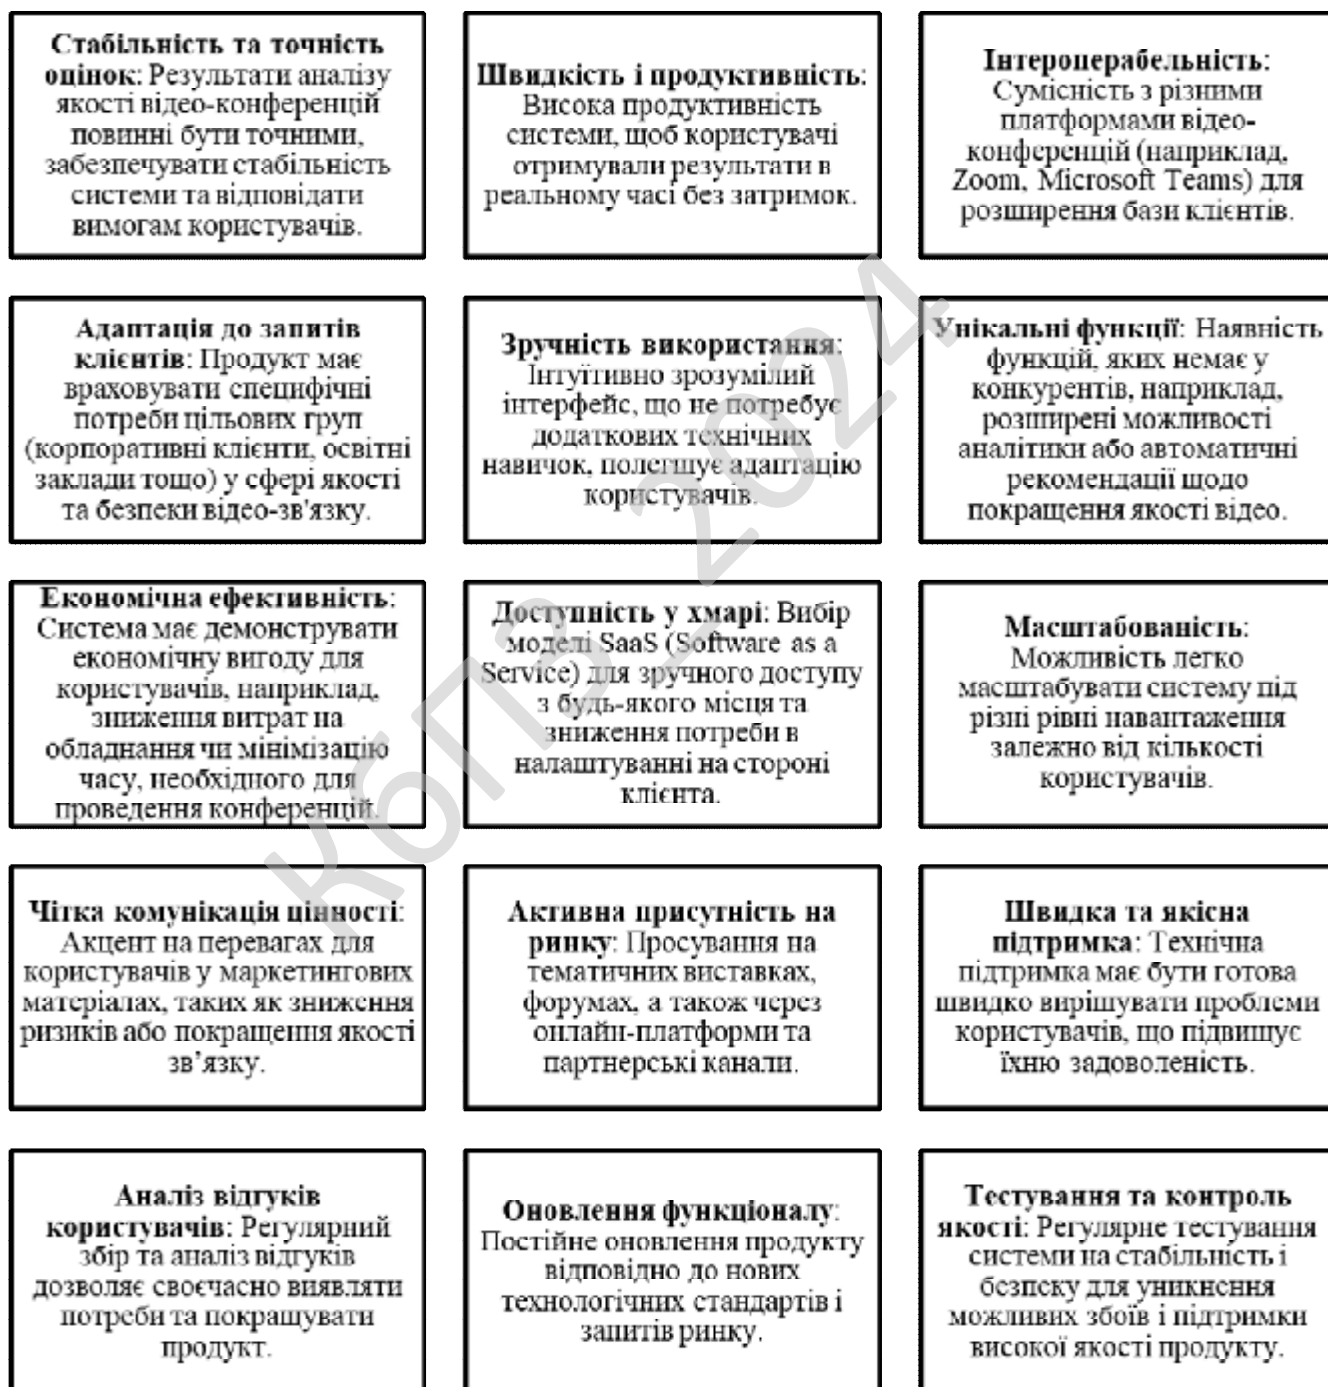 Стабільність та точність
оцінок: Результати аналізу
якості відео-конференцій
повинні бути точними,
забезпечувати стабільність
системи та відповідати
вимогам користувачів.
Швидкість і продуктивність:
Висока продуктивність
системи, щоб користувачі
отримували результати в
реальному часі без затримок.
Інтероперабельність:
Сумісність з різними
платформами відео-
конференцій (наприклад,
Zoom, Microsoft Teams) для
розширення бази клієнтів.
Адаптація до запитів
клієнтів: Продукт має
враховувати специфічні
потреби цільових груп
(корпоративні клієнти, освітні
заклади тощо) у сфері якості
та безпеки відео-зв'язку.
Зручність використання:
Інтуїтивно зрозумілий
інтерфейс, що не потребує
додаткових технічних
навичок, полегшує адаптацію
користувачів.
Унікальні функції: Наявність
функцій, яких немає у
конкурентів, наприклад,
розширені можливості
аналітики або автоматичні
рекомендації щодо
покращення якості відео.
Економічна ефективність:
Система має демонструвати
економічну вигоду для
користувачів, наприклад,
зниження витрат на
обладнання чи мінімізацію
часу, необхідного для
проведення конференцій.
Доступність у хмарі: Вибір
моделі SaaS (Software as a
Service) для зручного доступу
з будь-якого місця та
зниження потреби в
налаштуванні на стороні
клієнта.
Масштабованість:
Можливість легко
масштабувати систему під
різні рівні навантаження
залежно від кількості
користувачів.
Чітка комунікація цінності:
Акцент на перевагах для
користувачів у маркетингових
матеріалах, таких як зниження
ризиків або покращення якості
зв’язку.
Активна присутність на
ринку: Просування на
тематичних виставках,
форумах, а також через
онлайн-платформи та
партнерські канали.
Швидка та якісна
підтримка: Технічна
підтримка має бути готова
швидко вирішувати проблеми
користувачів, що підвищує
їхню задоволеність.
Аналіз відгуків
користувачів: Регулярний
збір та аналіз відгуків
дозволяє своєчасно виявляти
потреби та покращувати
продукт.
Оновлення функціоналу:
Постійне оновлення продукту
відповідно до нових
технологічних стандартів і
запитів ринку.
Тестування та контроль
якості: Регулярне тестування
системи на стабільність і
безпеку для уникнення
можливих збоїв і підтримки
високої якості продукту.
КбПЗ_2024